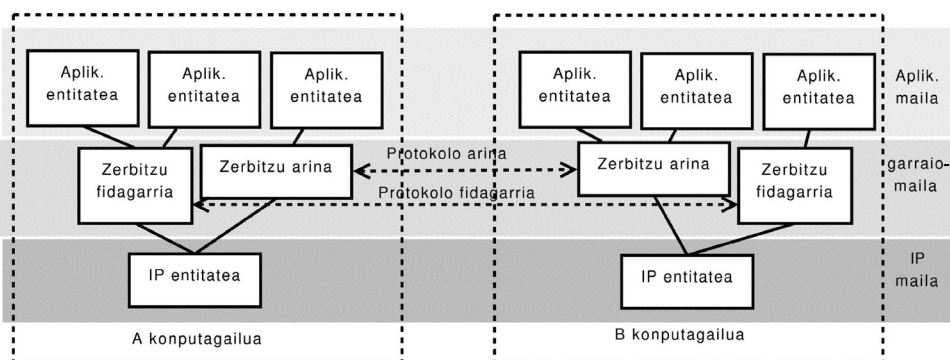 Aplik.
entitatea
Aplik.
entitatea
Aplik.
entitatea
Aplik.
entitatea
Aplik.
entitatea
Aplik.
entitatea
Aplik.
maila
Zerbitzu
fidagarria
Zerbitzu arina
Protokolo arina
Protokolo fidagarria
Zerbitzu arina
Zerbitzu
fidagarria
garraio-
maila
IP entitatea
IP entitatea
IP
maila
A konputagailua
B konputagailua